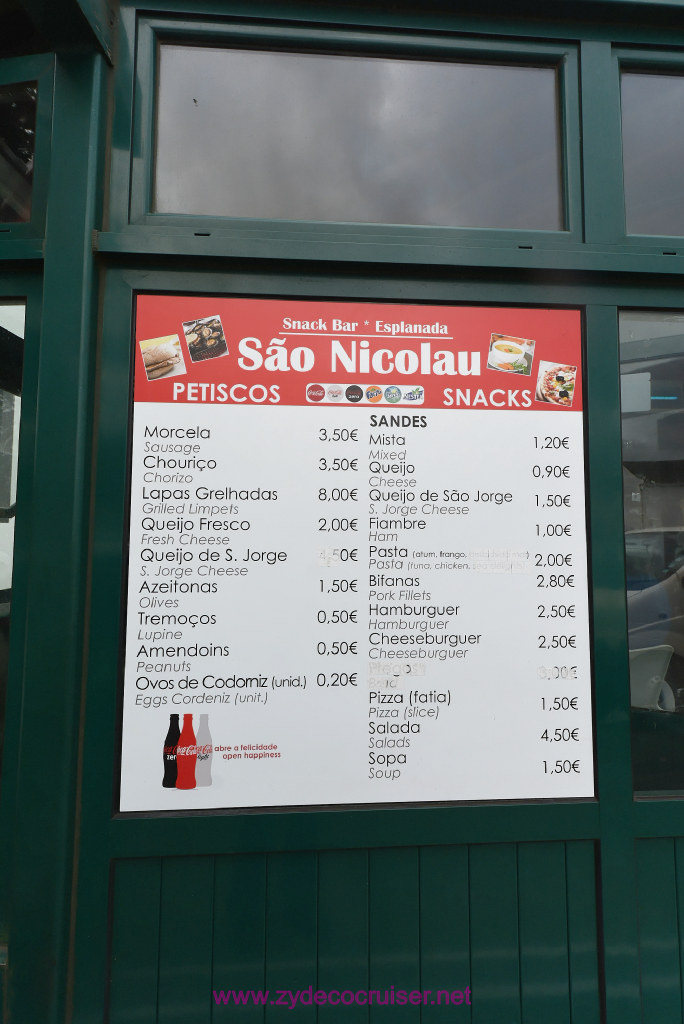 Snack Bar * Esplanada
São Nicolau
PETISCOS
SNACKS
Morcela 3,50€
Sausage
Chouriço 3,50€
Chorizo
Lapas Grelhadas 8,00€
Grilled Limpets
Queijo Fresco 2,00€
Fresh Cheese
Queijo de S. Jorge
S. Jorge Cheese
Azeitonas 1,50€
Olives
Tremoços 0,50€
Lupine
Amendoins 0,50€
Peanuts
Ovos de Codorniz (unid.) 0,20€
Eggs Cordeniz (unit.)
abre a felicidade
open happiness
SANDES
Mista 1,20€
Mixed
Queijo 0,90€
Cheese
Queijo de São Jorge 1,50€
S. Jorge Cheese
Fiambre 1,00€
Ham
Pasta (atum, frango, 2,00€
Pasta (tuna, chicken,
Bifanas 2,80€
Pork Fillets
Hamburguer 2,50€
Hamburguer
Cheeseburguer 2,50€
Cheeseburguer
3,00€
Pizza (fatia) 1,50€
Pizza (slice)
Salada 4,50€
Salads
Sopa 1,50€
Soup
www.zydecocruiser.net